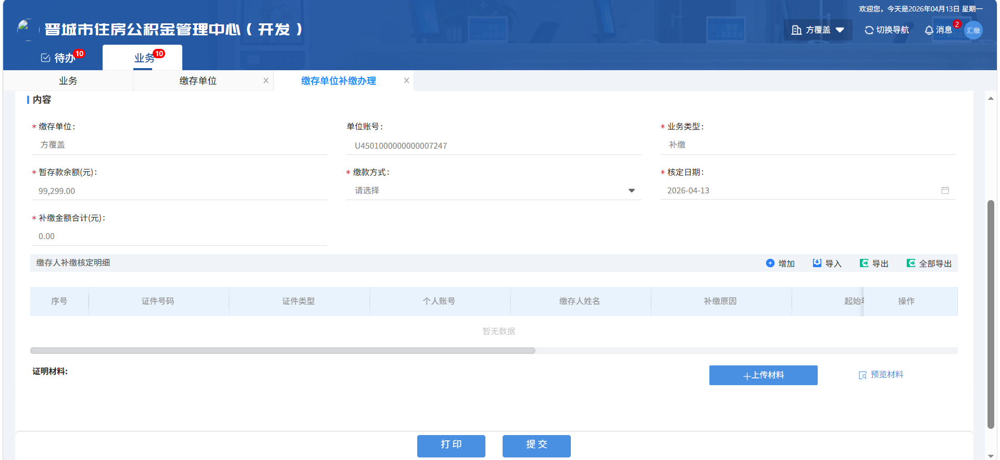 欢迎您，今天是2026年04月13日 星期一
晋城市住房公积金管理中心（开发）
方覆盖
切换导航
消息
2
汇缴
待办
10
业务
10
业务
缴存单位
缴存单位补缴办理
内容
* 缴存单位:
单位账号:
* 业务类型:
方覆盖
U4501000000000007247
补缴
* 暂存款余额(元):
* 缴款方式:
* 核定日期:
99,299.00
请选择
2026-04-13
* 补缴金额合计(元):
0.00
缴存人补缴核定明细
增加
导入
导出
全部导出
序号
证件号码
证件类型
个人账号
缴存人姓名
补缴原因
起始
操作
暂无数据
证明材料:
上传材料
预览材料
打印
提交